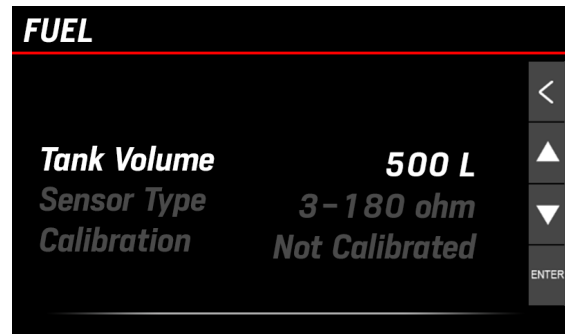 FUEL
Tank Volume 500 L
Sensor Type 3-180 ohm
Calibration Not Calibrated
ENTER